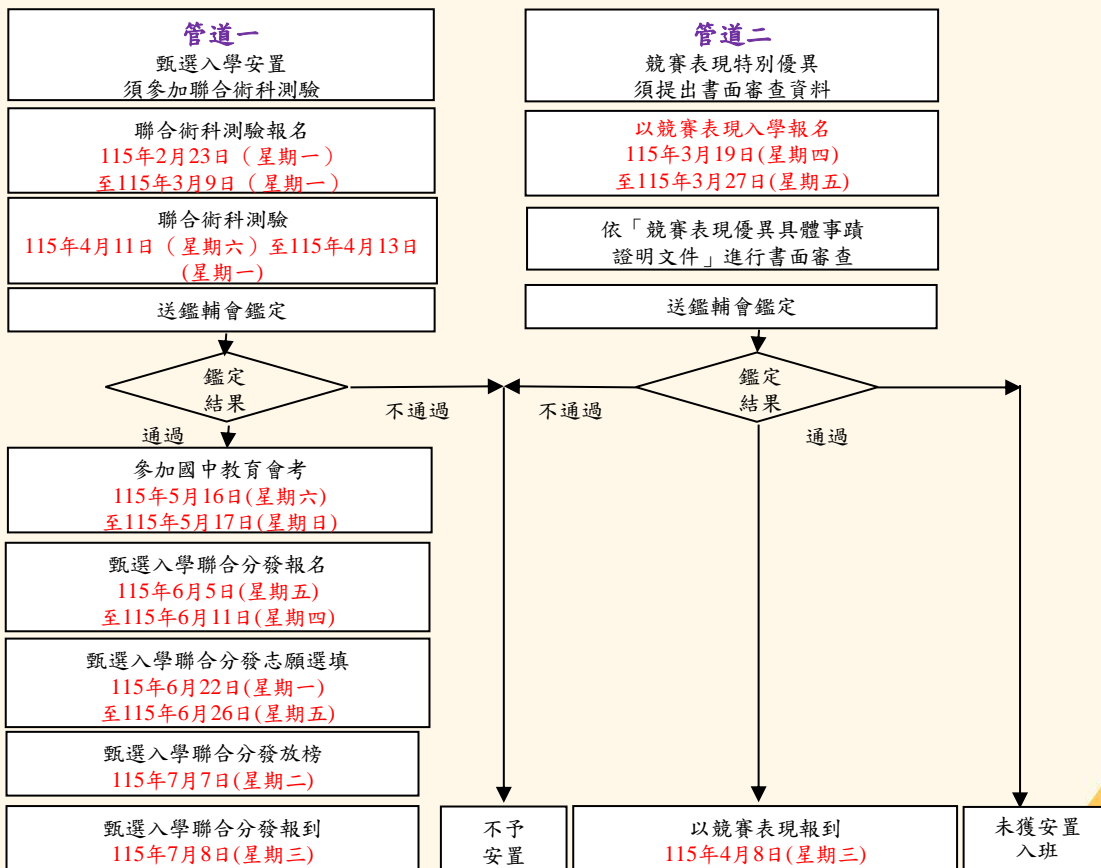 管道一
甄選入學安置
須參加聯合術科測驗
聯合術科測驗報名
115年2月23日（星期一）
至115年3月9日（星期一）
聯合術科測驗
115年4月11日（星期六）至115年4月13日
(星期一)
送鑑輔會鑑定
鑑定
結果
不通過
通過
參加國中教育會考
115年5月16日(星期六)
至115年5月17日(星期日)
甄選入學聯合分發報名
115年6月5日(星期五)
至115年6月11日(星期四)
甄選入學聯合分發志願選填
115年6月22日(星期一)
至115年6月26日(星期五)
甄選入學聯合分發放榜
115年7月7日(星期二)
甄選入學聯合分發報到
115年7月8日(星期三)
管道二
競賽表現特別優異
須提出書面審查資料
以競賽表現入學報名
115年3月19日(星期四)
至115年3月27日(星期五)
依「競賽表現優異具體事蹟
證明文件」進行書面審查
送鑑輔會鑑定
鑑定
結果
不通過
通過
不予
安置
以競賽表現報到
115年4月8日(星期三)
未獲安置
入班